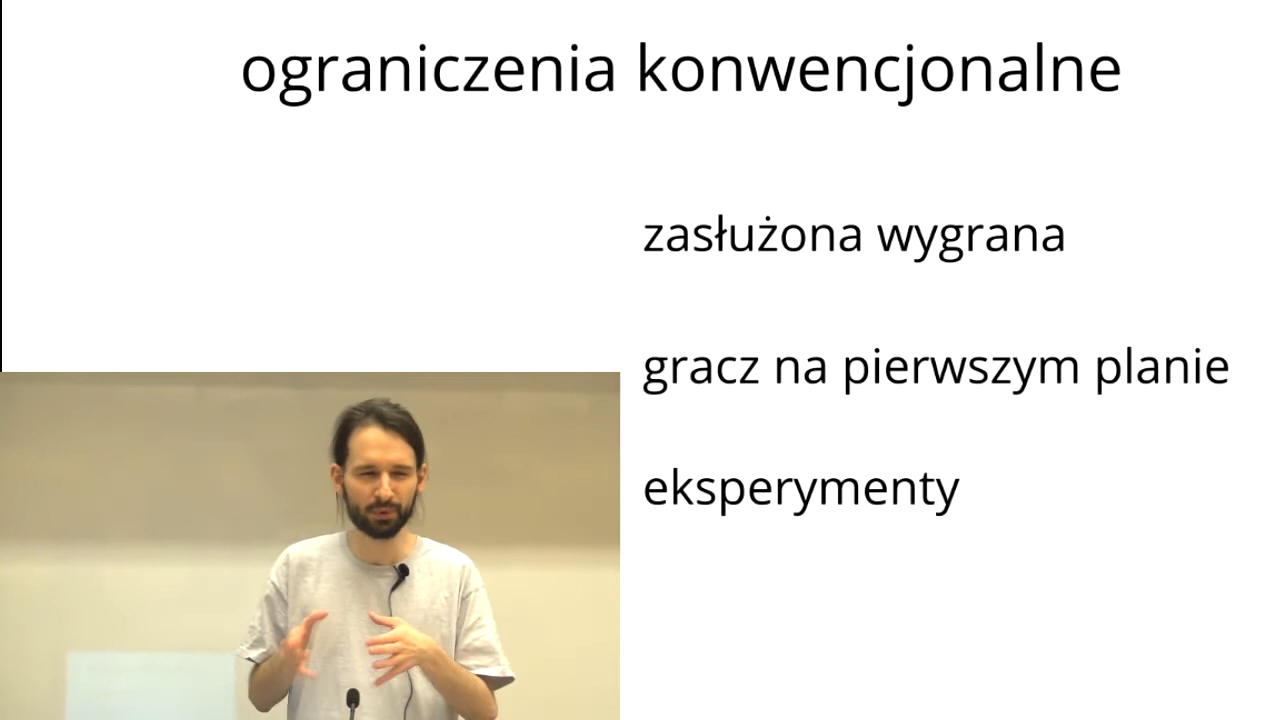 ograniczenia konwencjonalne
zasłużona wygrana
gracz na pierwszym planie
eksperymenty